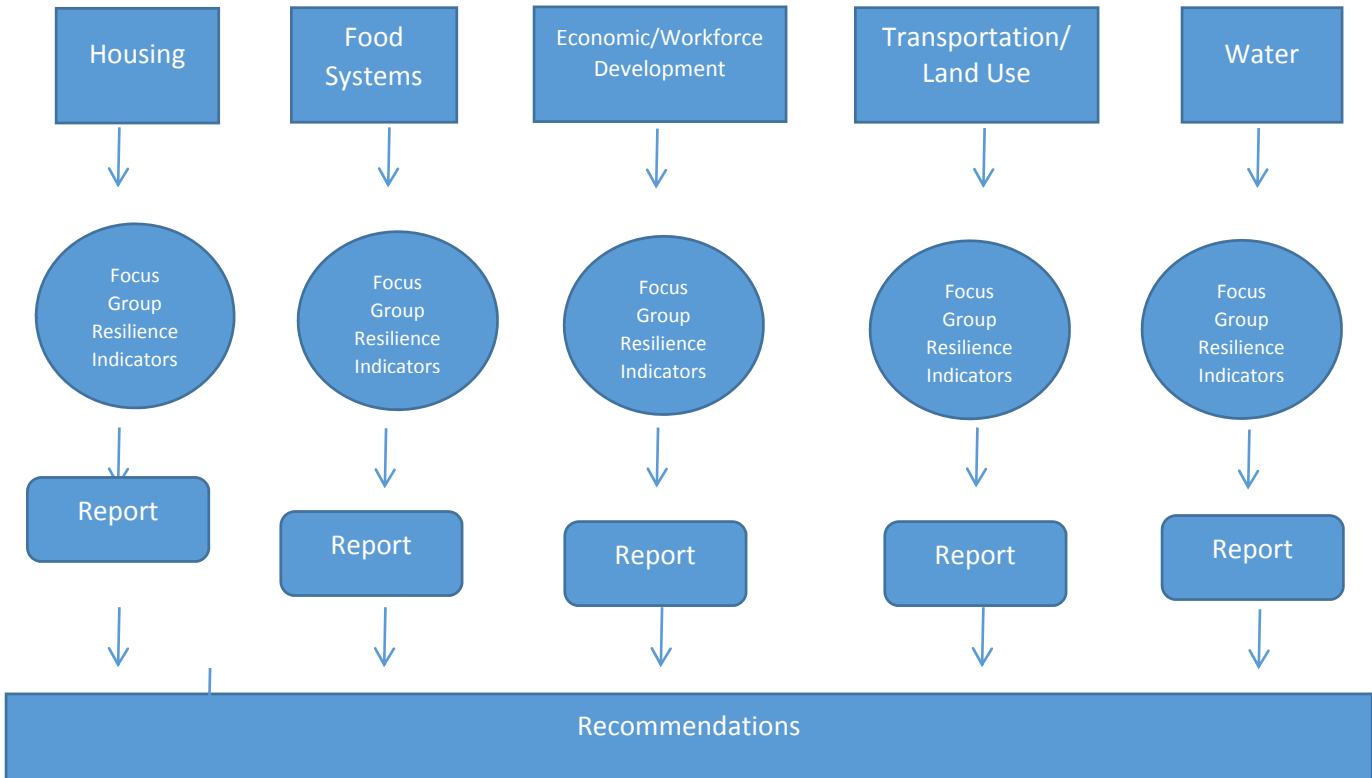 Housing
Food
Systems
Economic/Workforce
Development
Transportation/
Land Use
Water
Focus
Group
Resilience
Indicators
Focus
Group
Resilience
Indicators
Focus
Group
Resilience
Indicators
Focus
Group
Resilience
Indicators
Focus
Group
Resilience
Indicators
Report
Report
Report
Report
Report
Recommendations